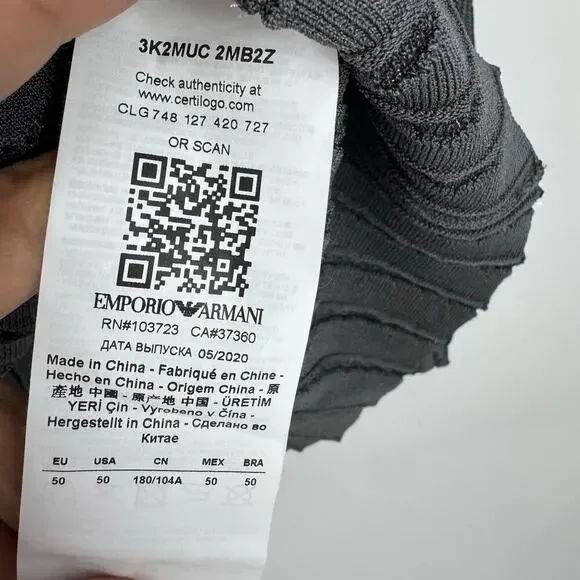 3K2MUC 2MB2Z
Check authenticity at
www.certilogo.com
CLG 748 127 420 727
OR SCAN
EMPORIO ARMANI
RN#103723 CA#37360
ДАТА ВЫПУСКА 05/2020
Made in China - Fabriqué en Chine -
Hecho en China - Origem China - 原
産地 中國 - 原产地 中国 - ÜRETİM
YERİ Çin - Vyrobeno v Čína -
Hergestellt in China - Сделано во
Китае
EU USA CN MEX BRA
50 50 180/104A 50 50